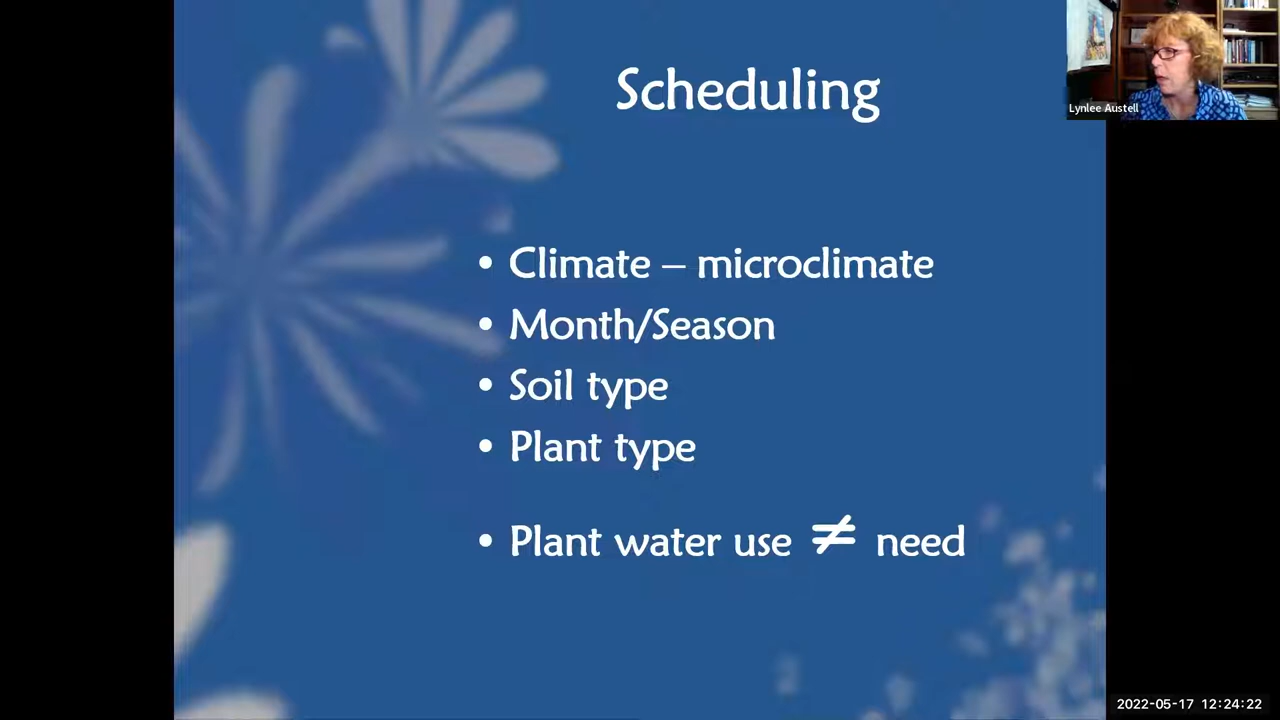 Scheduling
Lynlee Austell
• Climate – microclimate
• Month/Season
• Soil type
• Plant type
• Plant water use ≠ need
2022-05-17 12:24:22